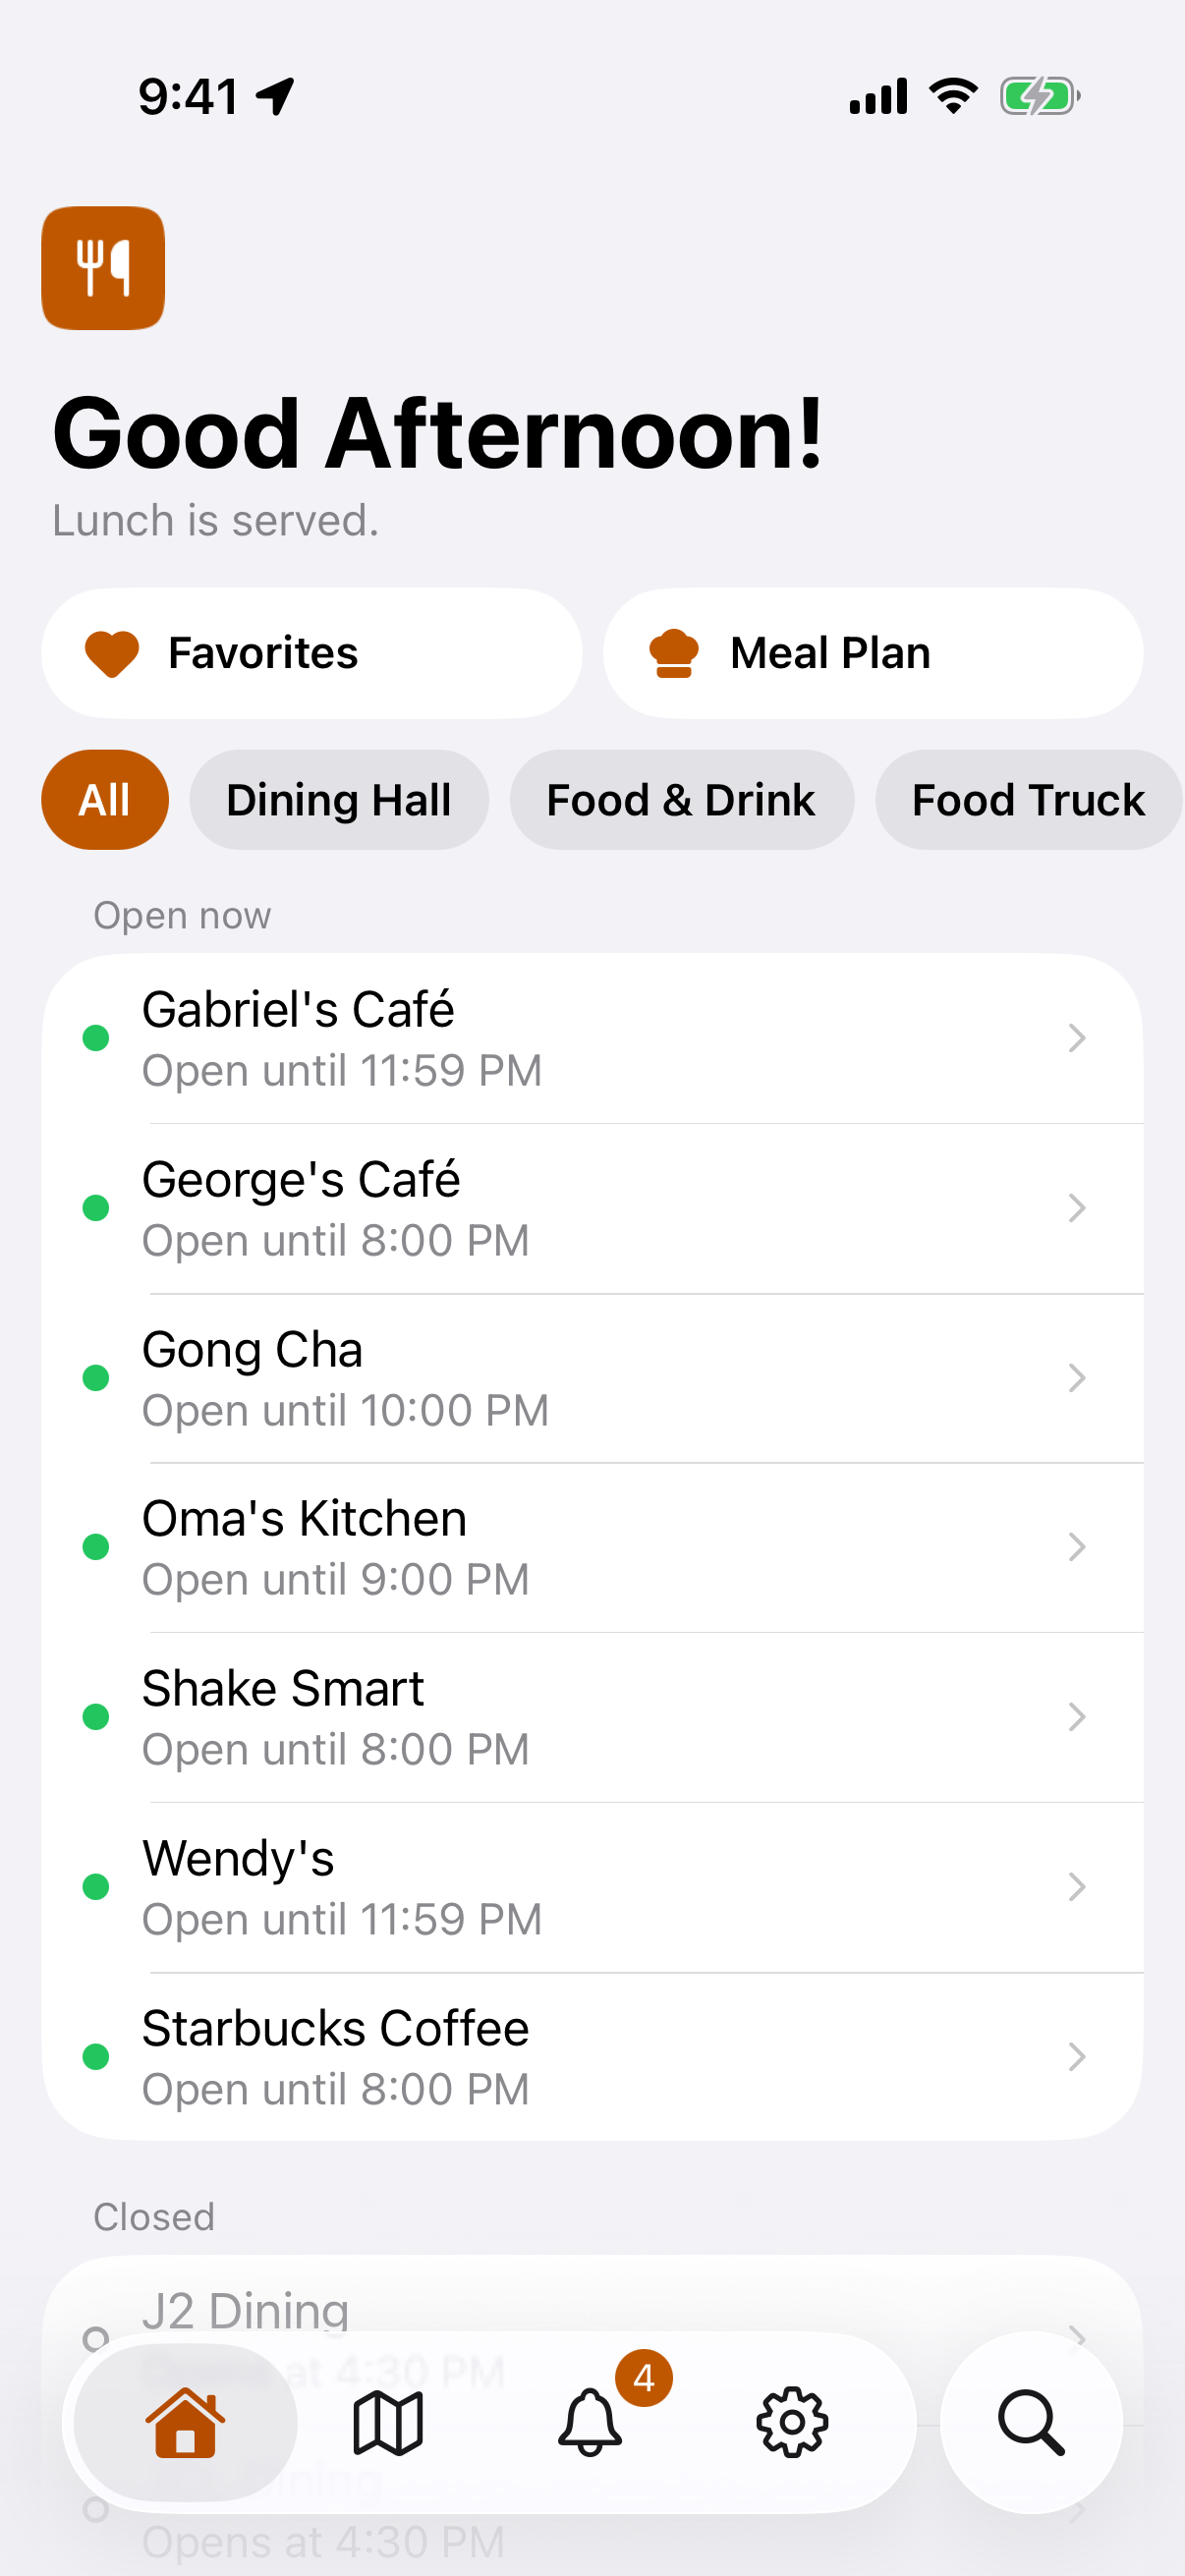 9:41
Good Afternoon!
Lunch is served.
Favorites
Meal Plan
All
Dining Hall
Food & Drink
Food Truck
Open now
Gabriel's Café
Open until 11:59 PM
George's Café
Open until 8:00 PM
Gong Cha
Open until 10:00 PM
Oma's Kitchen
Open until 9:00 PM
Shake Smart
Open until 8:00 PM
Wendy's
Open until 11:59 PM
Starbucks Coffee
Open until 8:00 PM
Closed
J2 Dining
at 4:30 PM
4
Opens at 4:30 PM